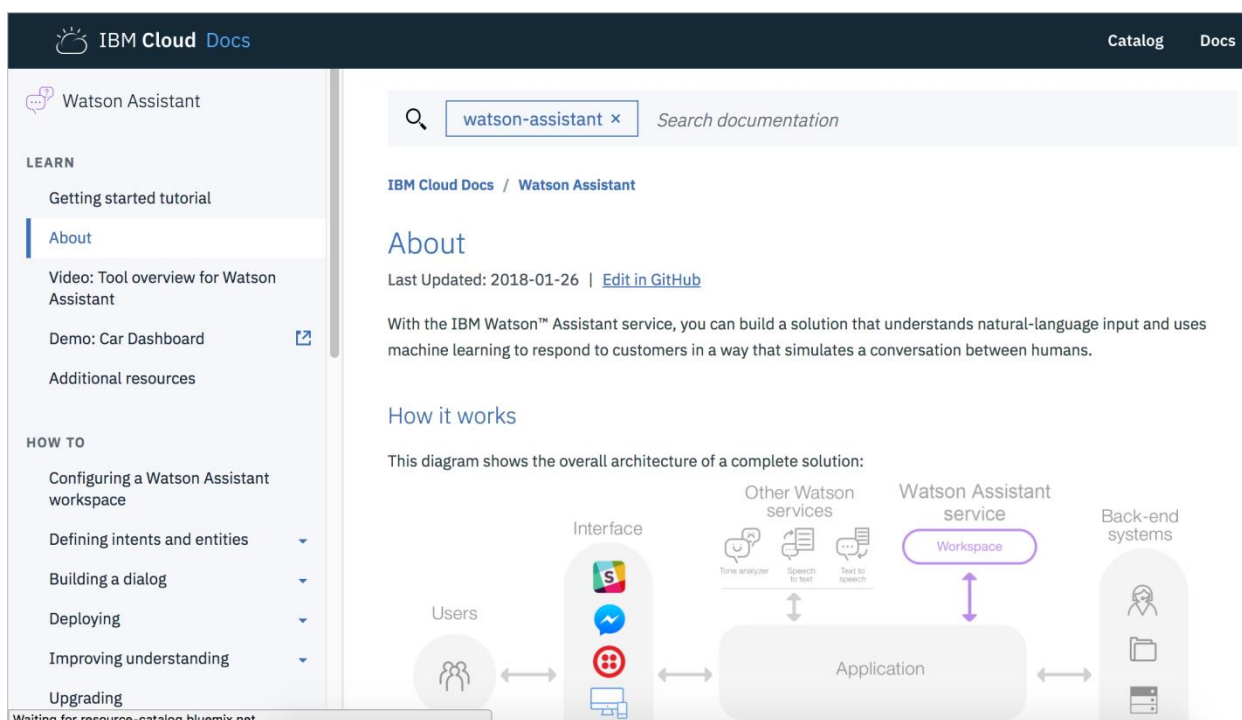 IBM Cloud Docs
Catalog Docs
Watson Assistant
LEARN
Getting started tutorial
About
Video: Tool overview for Watson
Assistant
Demo: Car Dashboard
Additional resources
HOW TO
Configuring a Watson Assistant
workspace
Defining intents and entities
Building a dialog
Deploying
Improving understanding
Upgrading
Waiting for resource-catalog.bluemix.net...
watson-assistant × Search documentation
IBM Cloud Docs / Watson Assistant
About
Last Updated: 2018-01-26 | Edit in GitHub
With the IBM Watson™ Assistant service, you can build a solution that understands natural-language input and uses
machine learning to respond to customers in a way that simulates a conversation between humans.
How it works
This diagram shows the overall architecture of a complete solution:
Users
Interface
Other Watson
services
Tone analyzer
Speech
to text
Text to
speech
Watson Assistant
service
Workspace
Application
Back-end
systems